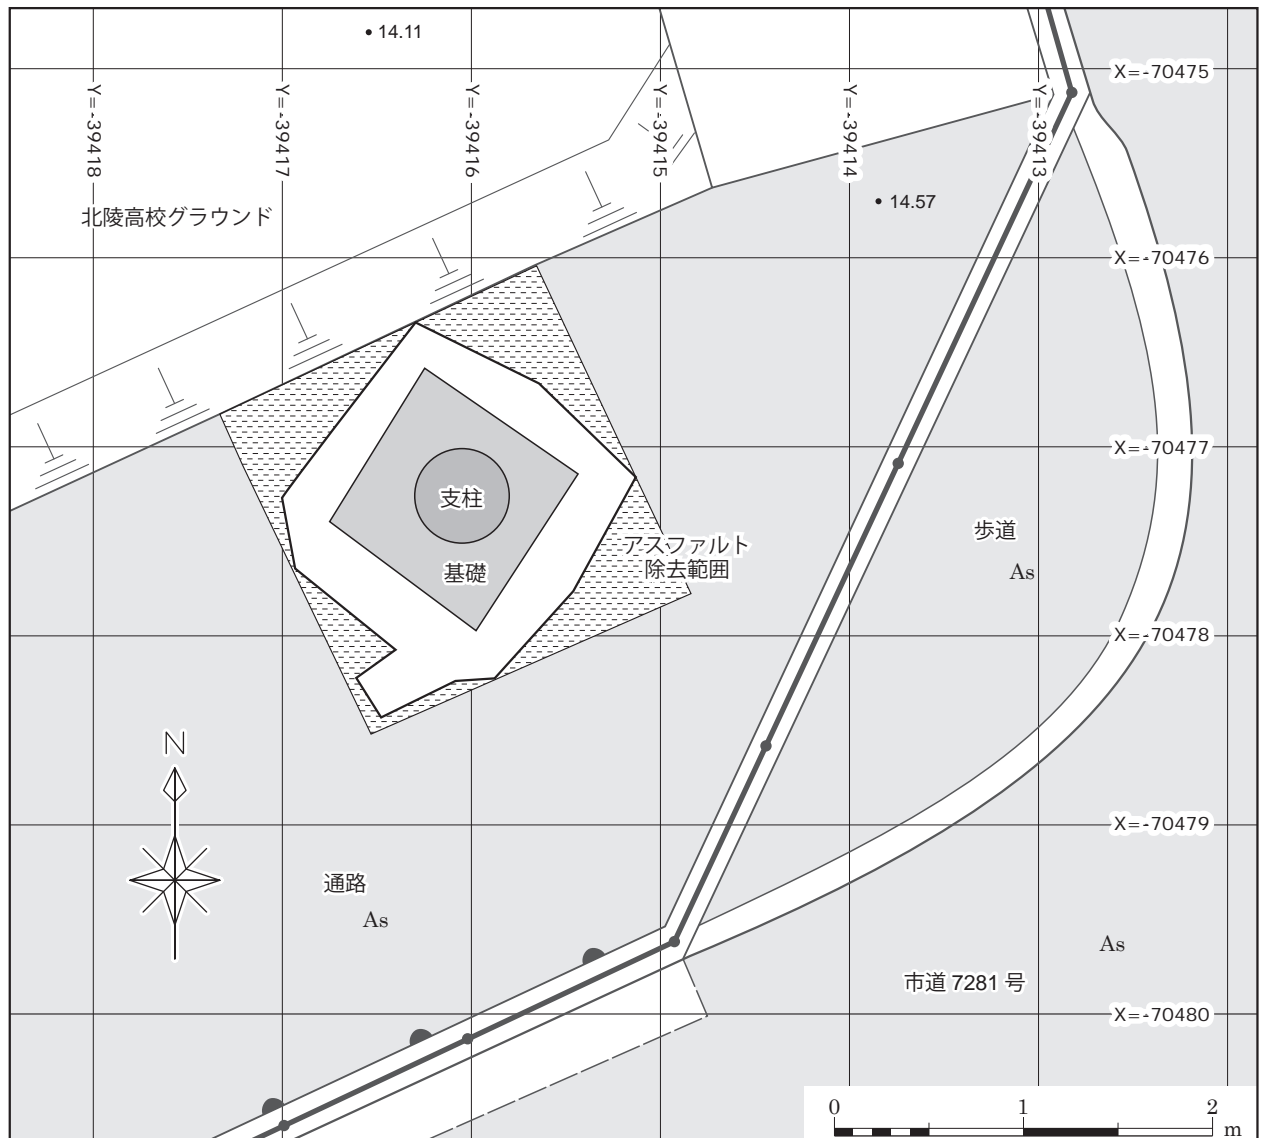 14.11
X=-70475
Y=-39418
Y=-39417
Y=-39416
Y=-39415
Y=-39414
Y=-39413
14.57
北陵高校グラウンド
X=-70476
X=-70477
支柱
歩道
アスファルト
除去範囲
基礎
As
X=-70478
N
X=-70479
通路
As
As
市道 7281 号
X=-70480
0 1 2
m